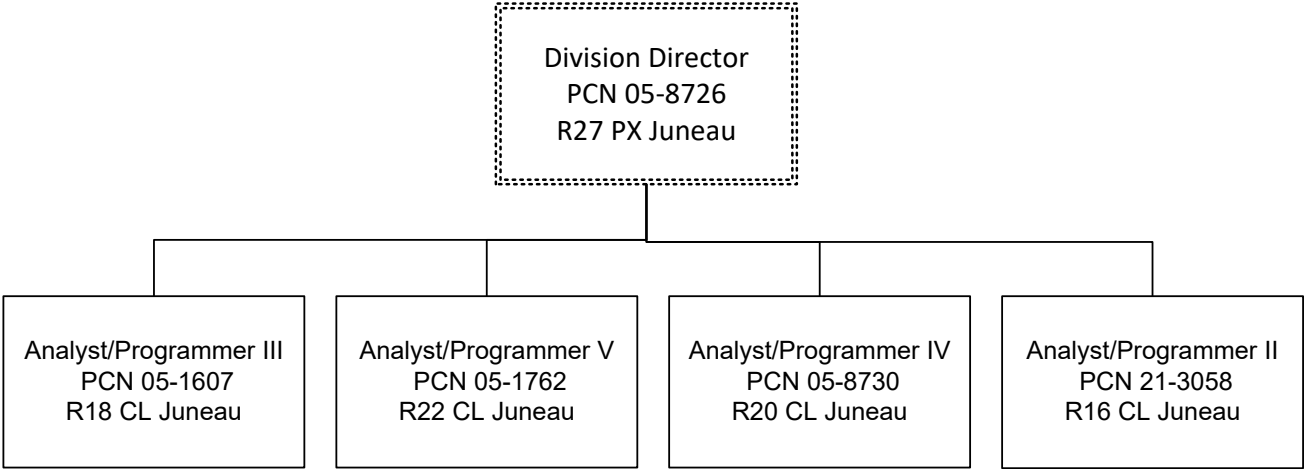 Division Director
PCN 05-8726
R27 PX Juneau
Analyst/Programmer III
PCN 05-1607
R18 CL Juneau
Analyst/Programmer V
PCN 05-1762
R22 CL Juneau
Analyst/Programmer IV
PCN 05-8730
R20 CL Juneau
Analyst/Programmer II
PCN 21-3058
R16 CL Juneau